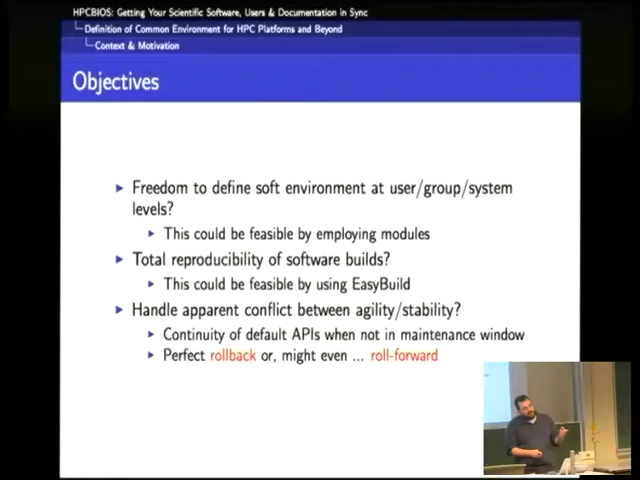 HPCBIOS: Getting Your Scientific Software, Users & Documentation in Sync
Definition of Common Environment for HPC Platforms and Beyond
Context & Motivation
Objectives
Freedom to define soft environment at user/group/system
levels?
This could be feasible by employing modules
Total reproducibility of software builds?
This could be feasible by using EasyBuild
Handle apparent conflict between agility/stability?
Continuity of default APIs when not in maintenance window
Perfect rollback or, might even ... roll-forward